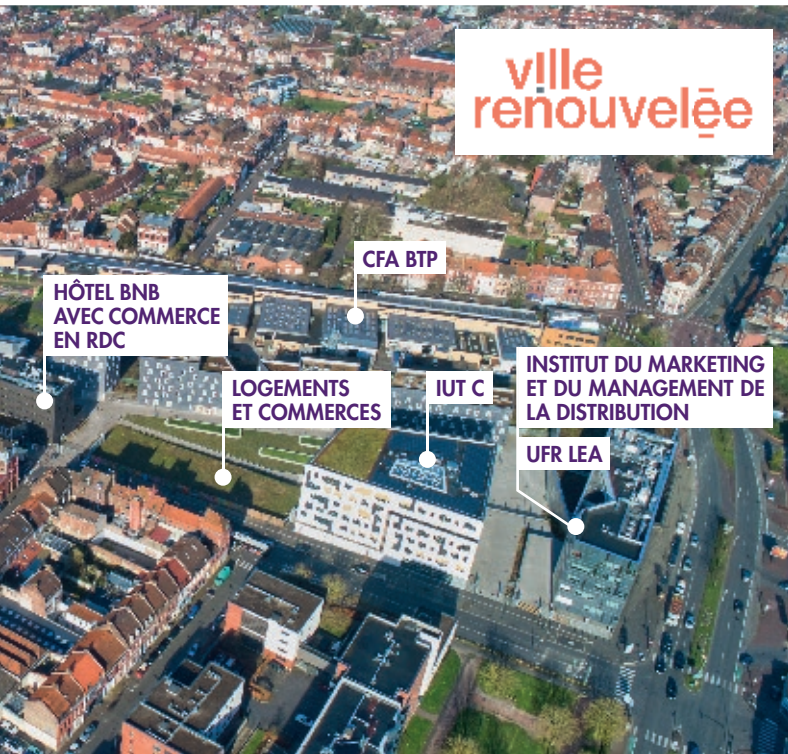 v!lle
renouvelée
CFA BTP
HÔTEL BNB
AVEC COMMERCE
EN RDC
LOGEMENTS
ET COMMERCES
IUT C
INSTITUT DU MARKETING
ET DU MANAGEMENT DE
LA DISTRIBUTION
UFR LEA